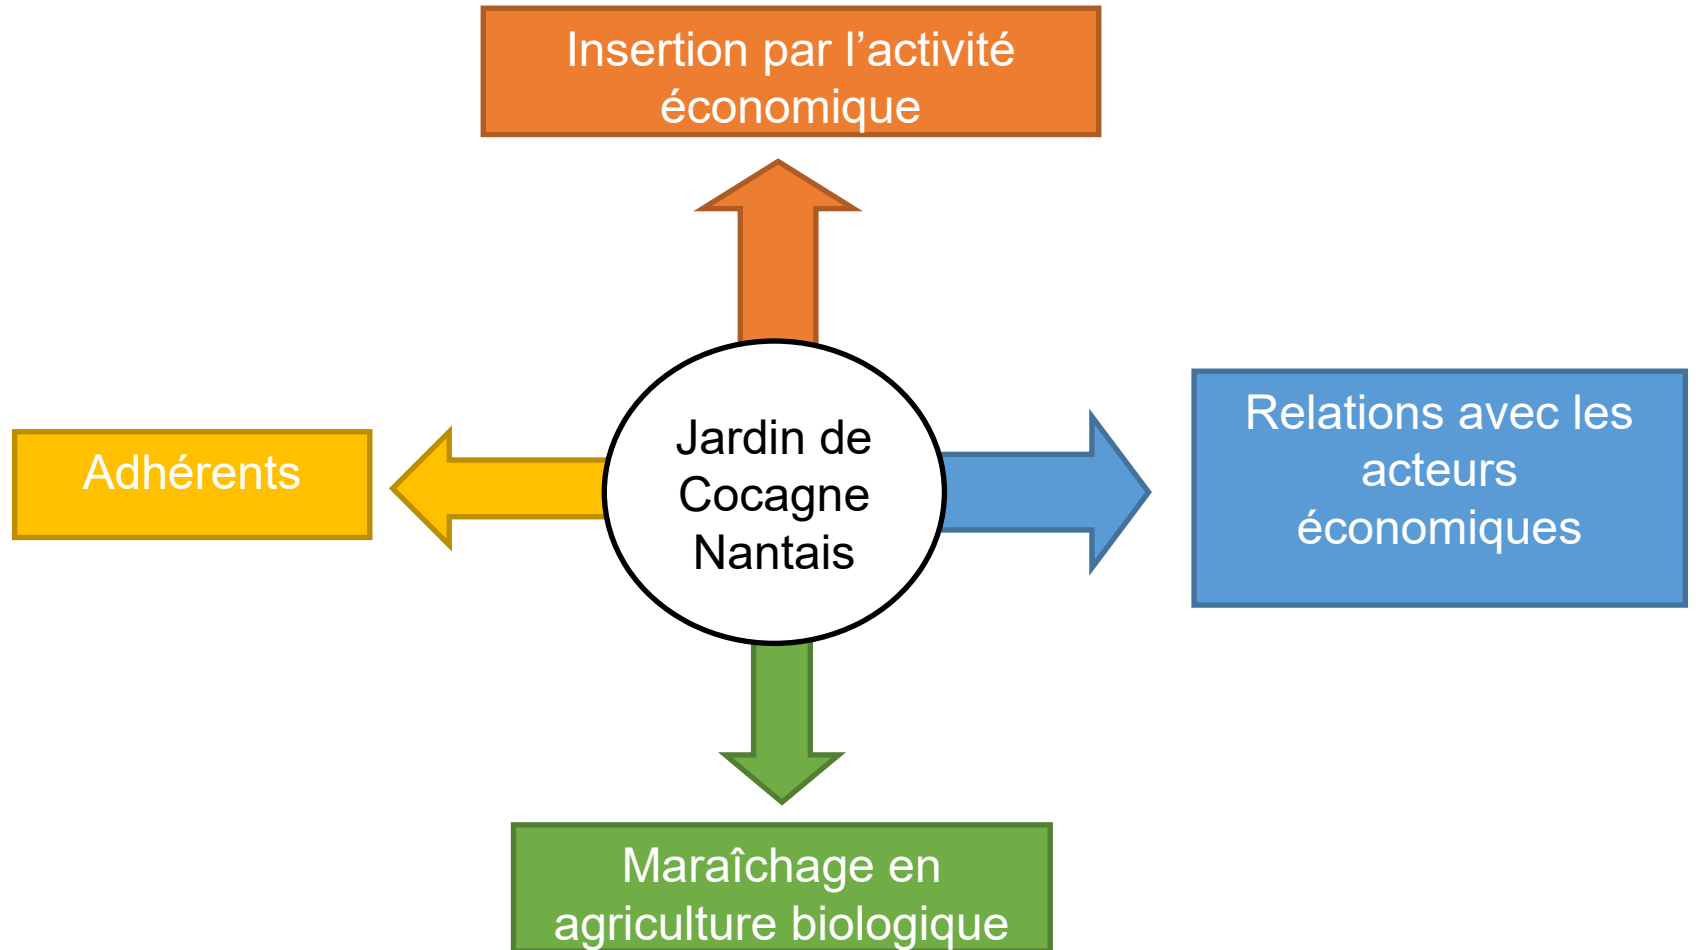 Insertion par l’activité
économique
Adhérents
Jardin de
Cocagne
Nantais
Relations avec les
acteurs
économiques
Maraîchage en
agriculture biologique